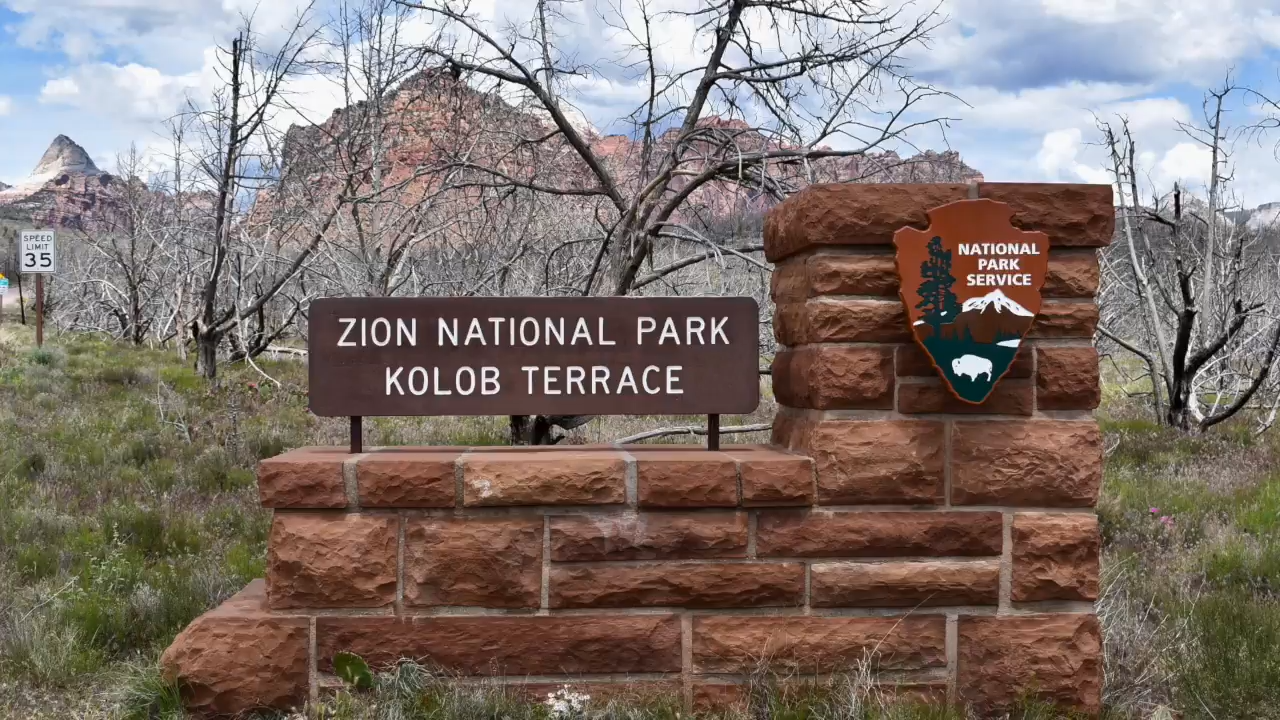 SPEED
LIMIT
35
ZION NATIONAL PARK
KOLOB TERRACE
NATIONAL
PARK
SERVICE